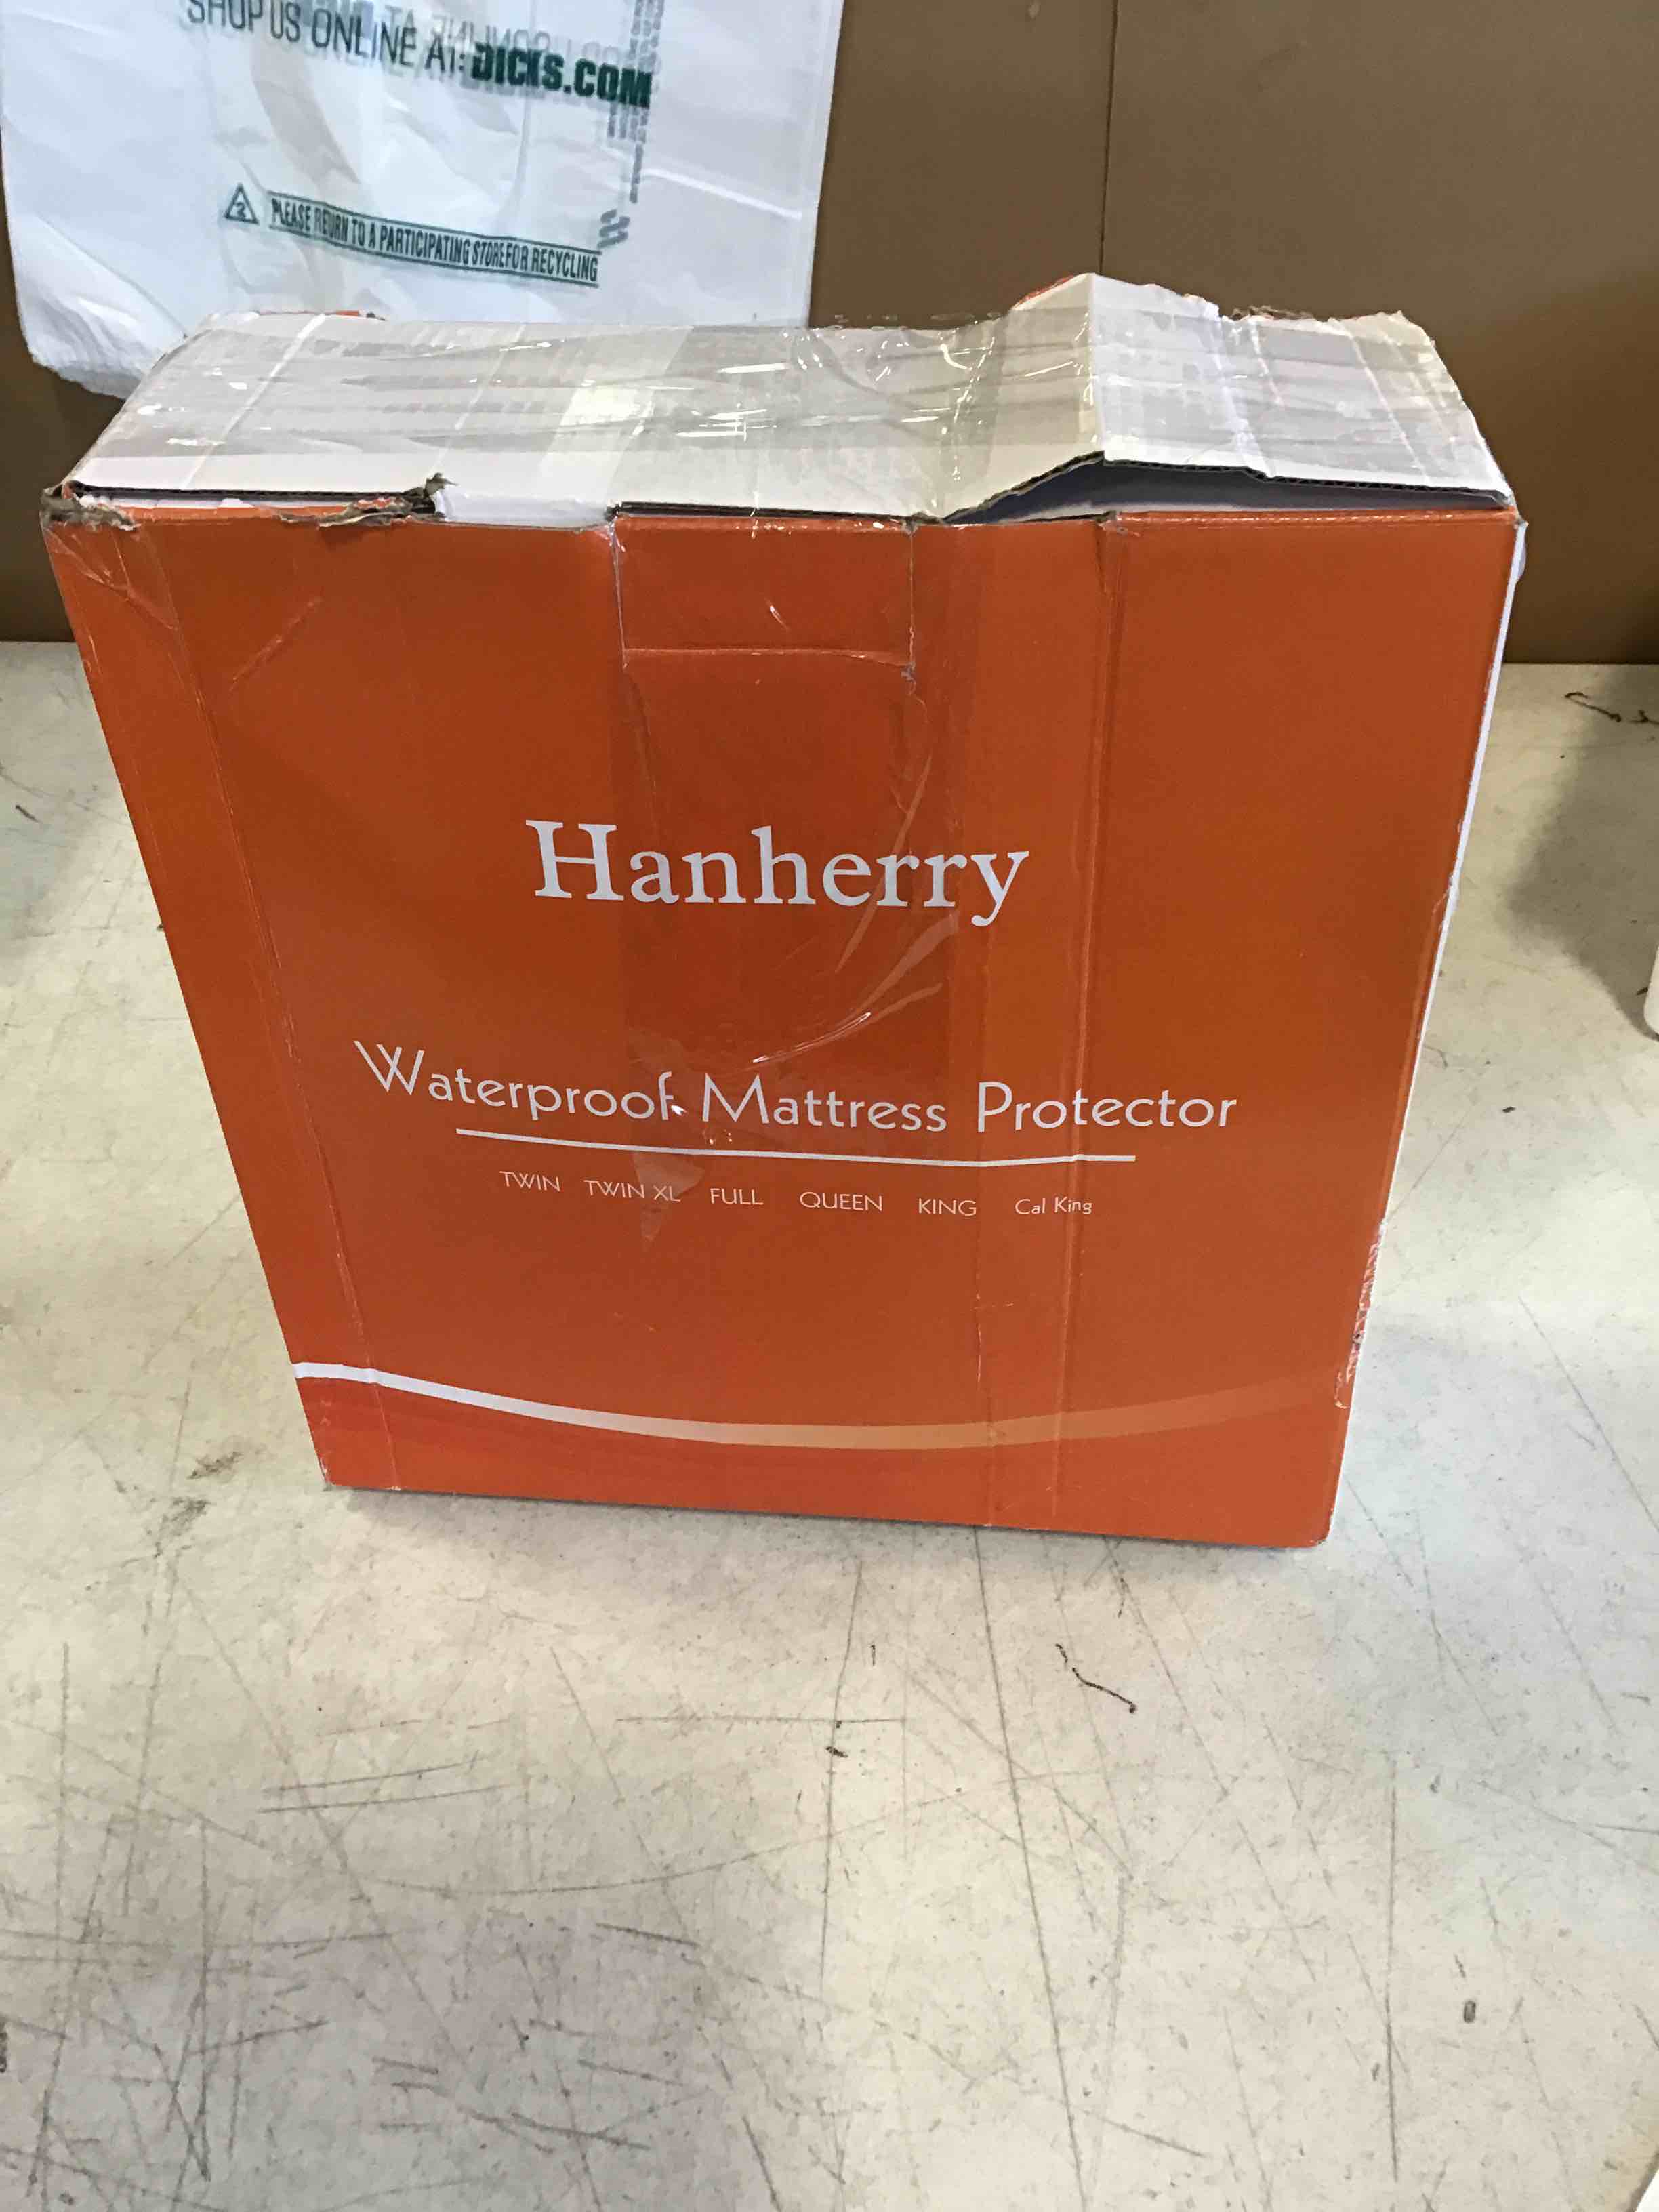 SHOP US ONLINE AT: DICKS.COM
2
PLEASE RETURN TO A PARTICIPATING STORE FOR RECYCLING
Hanherry
Waterproof Mattress Protector
TWIN TWIN XL FULL QUEEN KING Cal King